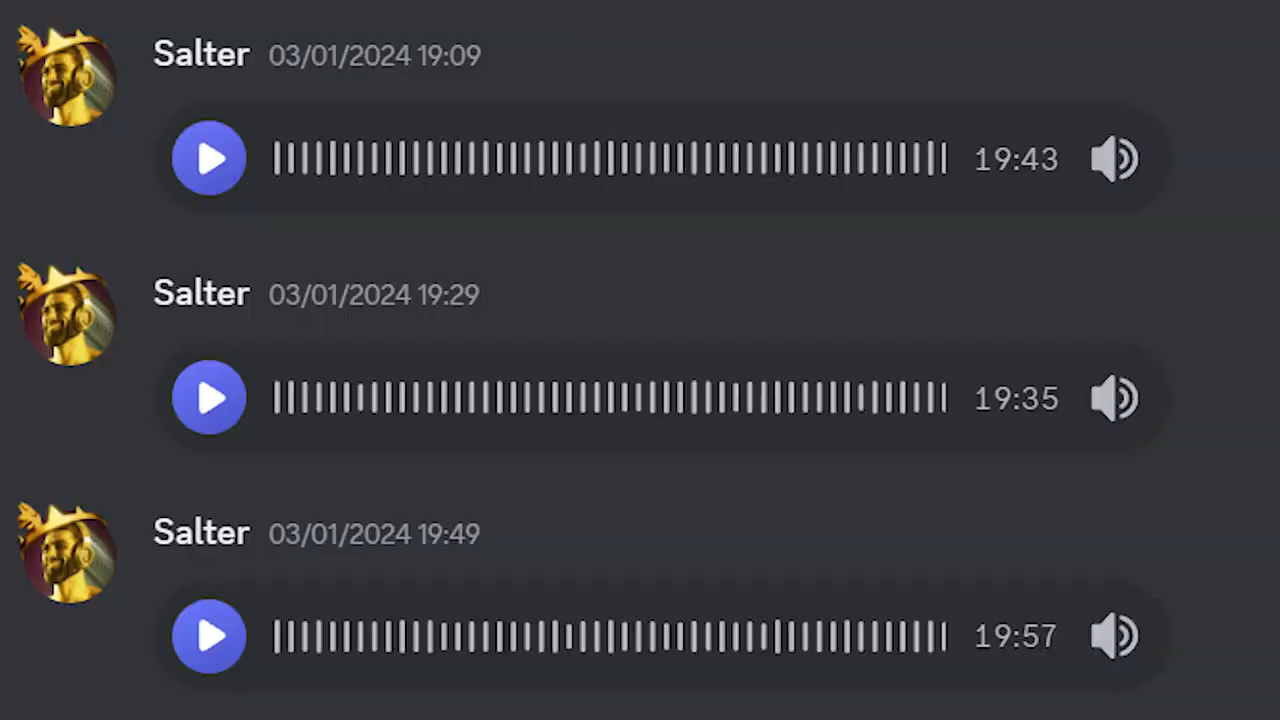 Salter 03/01/2024 19:09
19:43
Salter 03/01/2024 19:29
19:35
Salter 03/01/2024 19:49
19:57